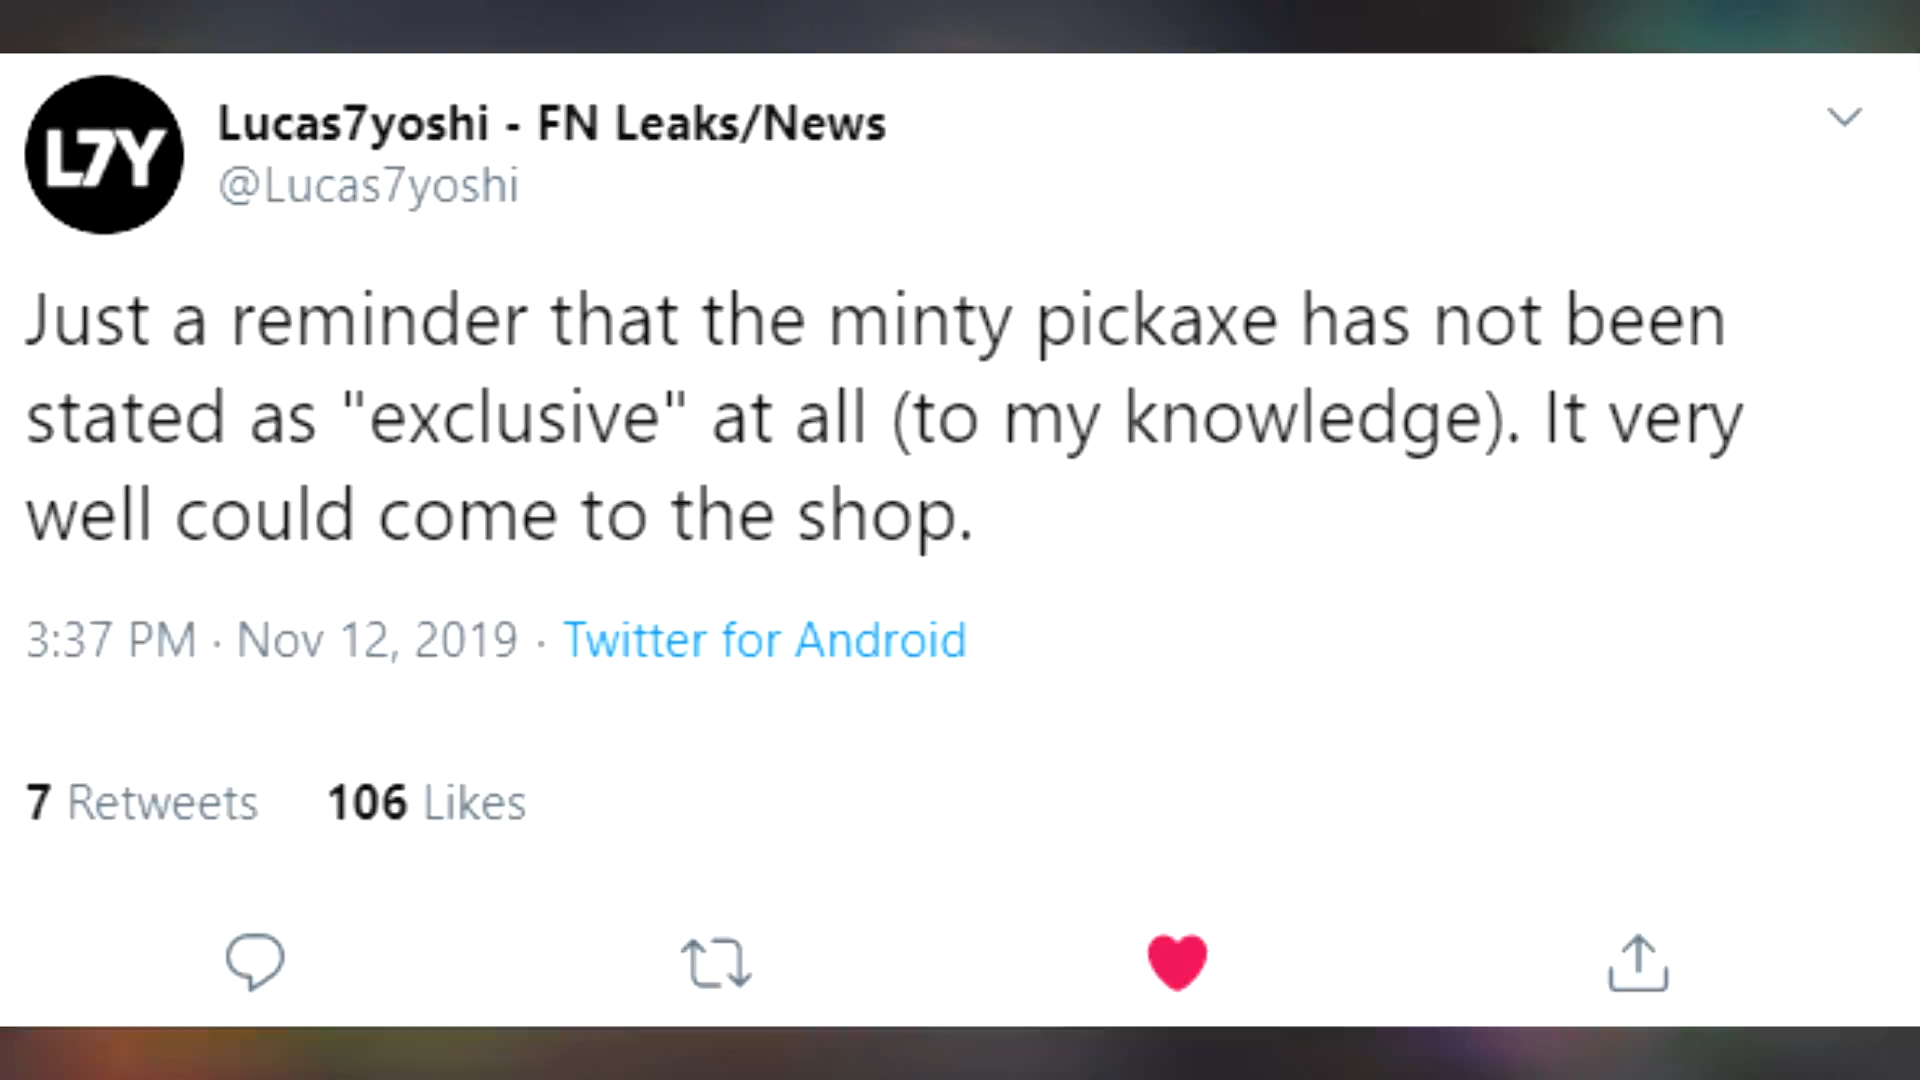 L7Y
Lucas7yoshi - FN Leaks/News
@Lucas7yoshi
Just a reminder that the minty pickaxe has not been
stated as "exclusive" at all (to my knowledge). It very
well could come to the shop.
3:37 PM · Nov 12, 2019 · Twitter for Android
7 Retweets 106 Likes